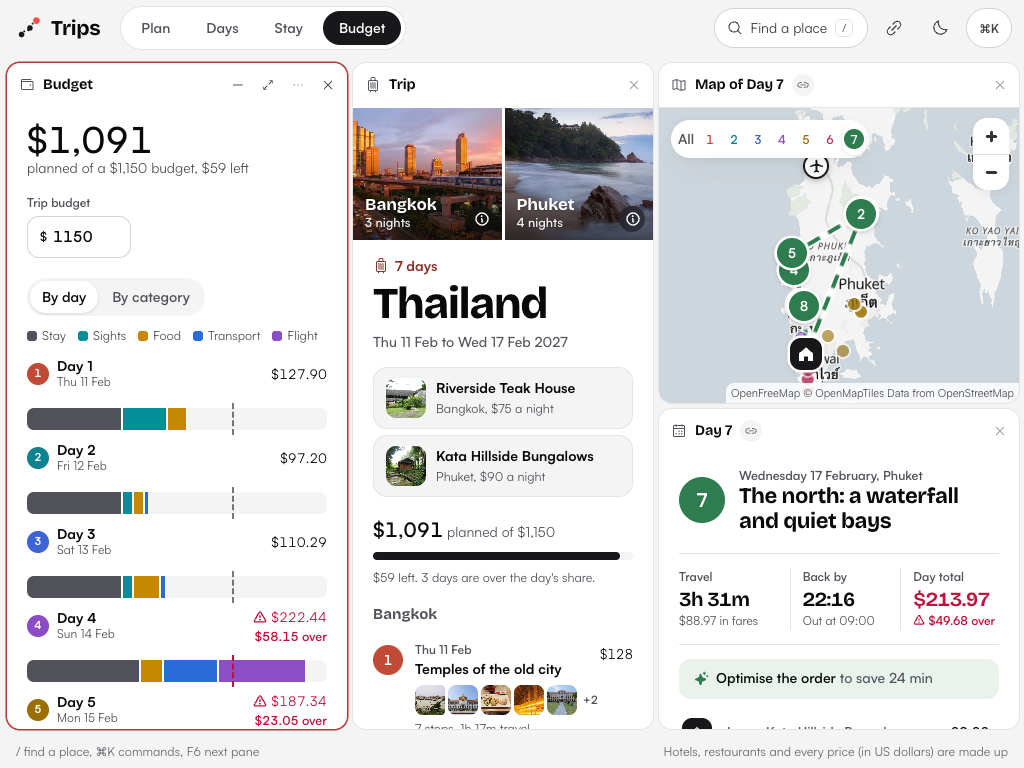 Trips
Plan
Days
Stay
Budget
Find a place /
⌘K
Budget
$1,091
planned of a $1,150 budget, $59 left
Trip budget
$ 1150
By day
By category
Stay
Sights
Food
Transport
Flight
1
Day 1
Thu 11 Feb
$127.90
2
Day 2
Fri 12 Feb
$97.20
3
Day 3
Sat 13 Feb
$110.29
4
Day 4
Sun 14 Feb
$222.44
$58.15 over
5
Day 5
Mon 15 Feb
$187.34
$23.05 over
Trip
Bangkok
3 nights
Phuket
4 nights
7 days
Thailand
Thu 11 Feb to Wed 17 Feb 2027
Riverside Teak House
Bangkok, $75 a night
Kata Hillside Bungalows
Phuket, $90 a night
$1,091 planned of $1,150
$59 left. 3 days are over the day's share.
Bangkok
1
Thu 11 Feb
Temples of the old city
$128
+2
7 stops, 1h 17m travel
Map of Day 7
All 1 2 3 4 5 6 7
+
−
2
5
4
8
Phuket
KO YAO YAI
OpenFreeMap © OpenMapTiles Data from OpenStreetMap
Day 7
7
Wednesday 17 February, Phuket
The north: a waterfall
and quiet bays
Travel
3h 31m
$88.97 in fares
Back by
22:16
Out at 09:00
Day total
$213.97
$49.68 over
Optimise the order to save 24 min
/ find a place, ⌘K commands, F6 next pane
Hotels, restaurants and every price (in US dollars) are made up